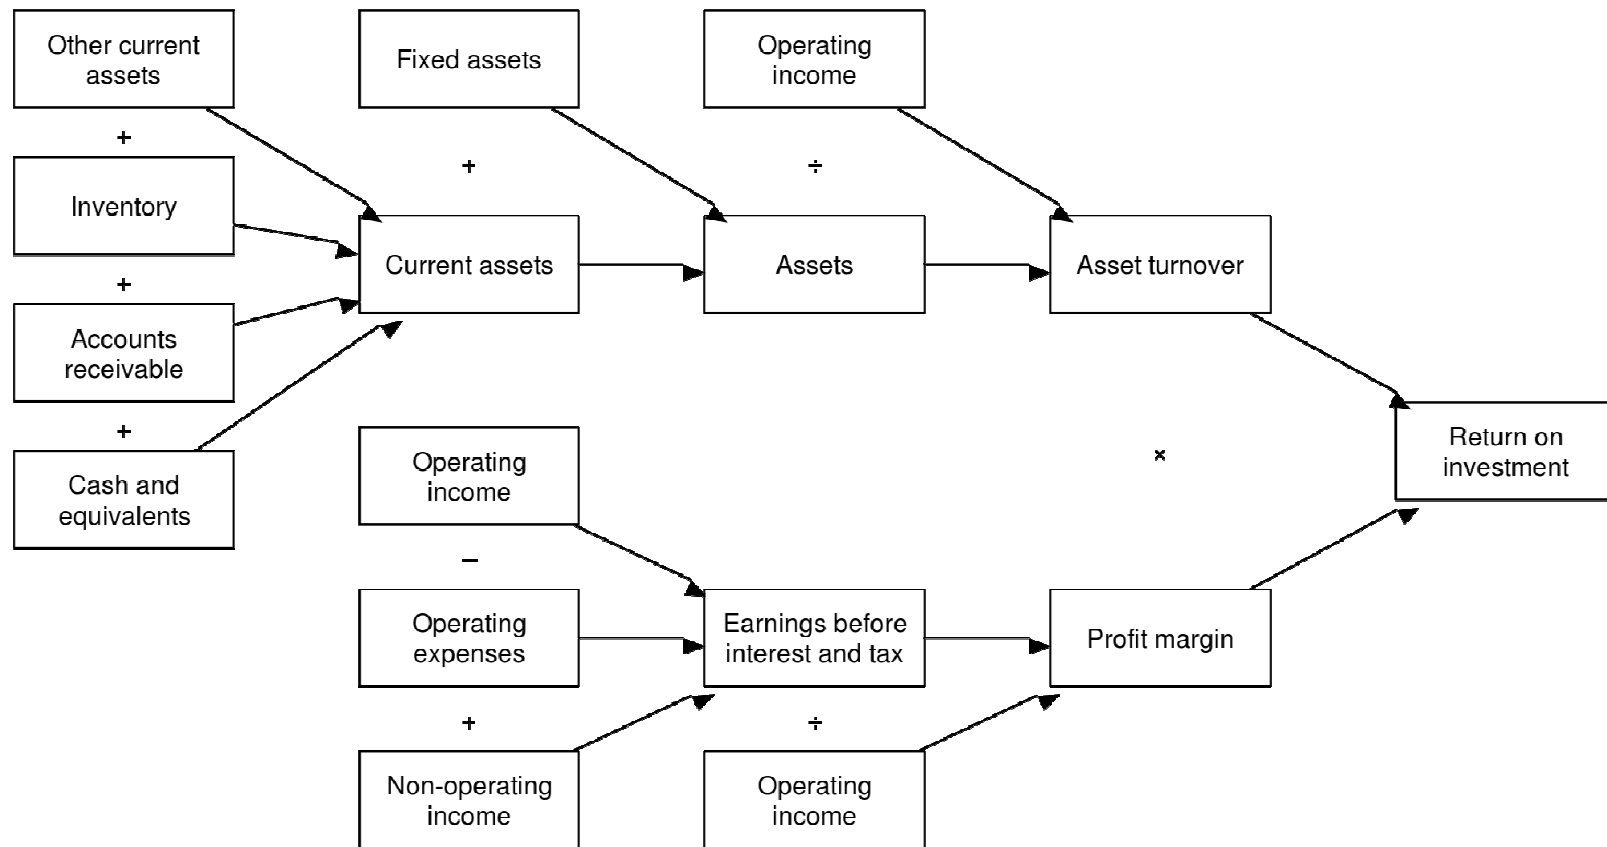 Other current
assets
+
Inventory
+
Accounts
receivable
+
Cash and
equivalents
Fixed assets
+
Current assets
Operating
income
÷
Assets
Asset turnover
Operating
income
−
Operating
expenses
+
Non-operating
income
Earnings before
interest and tax
÷
Operating
income
Profit margin
×
Return on
investment